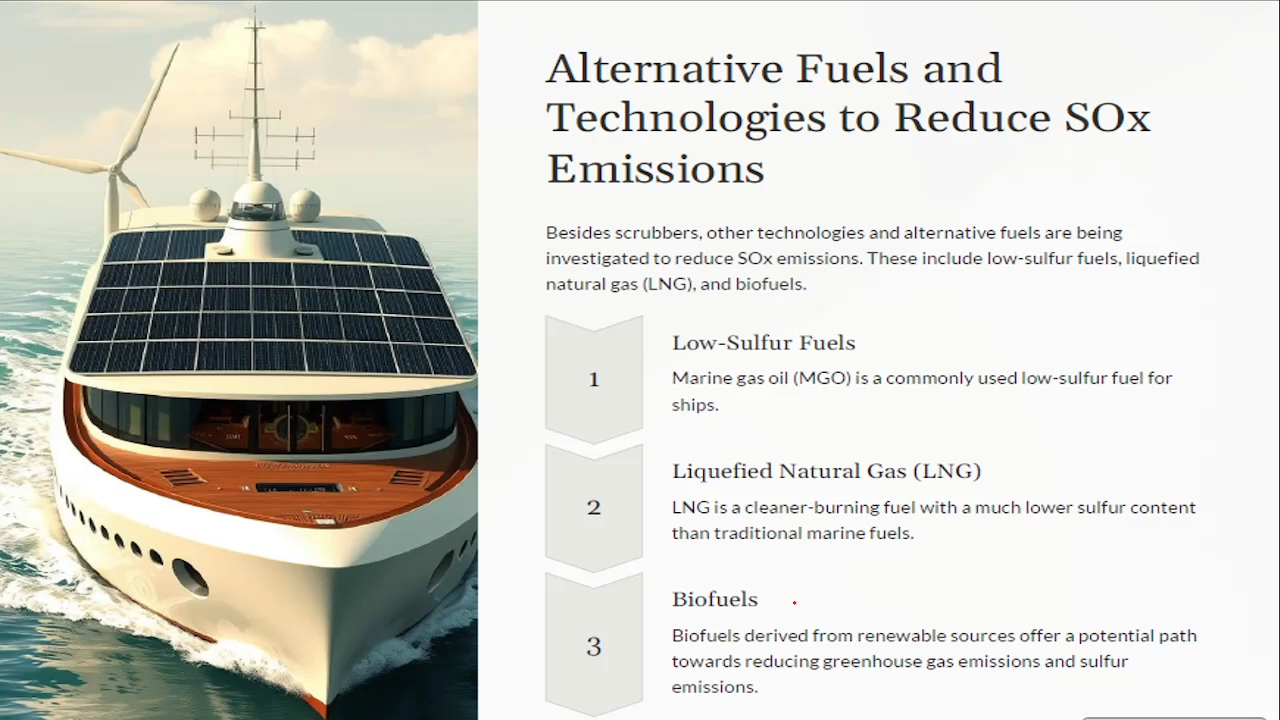 Alternative Fuels and
Technologies to Reduce SOx
Emissions
Besides scrubbers, other technologies and alternative fuels are being
investigated to reduce SOx emissions. These include low-sulfur fuels, liquefied
natural gas (LNG), and biofuels.
1
Low-Sulfur Fuels
Marine gas oil (MGO) is a commonly used low-sulfur fuel for
ships.
2
Liquefied Natural Gas (LNG)
LNG is a cleaner-burning fuel with a much lower sulfur content
than traditional marine fuels.
3
Biofuels
Biofuels derived from renewable sources offer a potential path
towards reducing greenhouse gas emissions and sulfur
emissions.